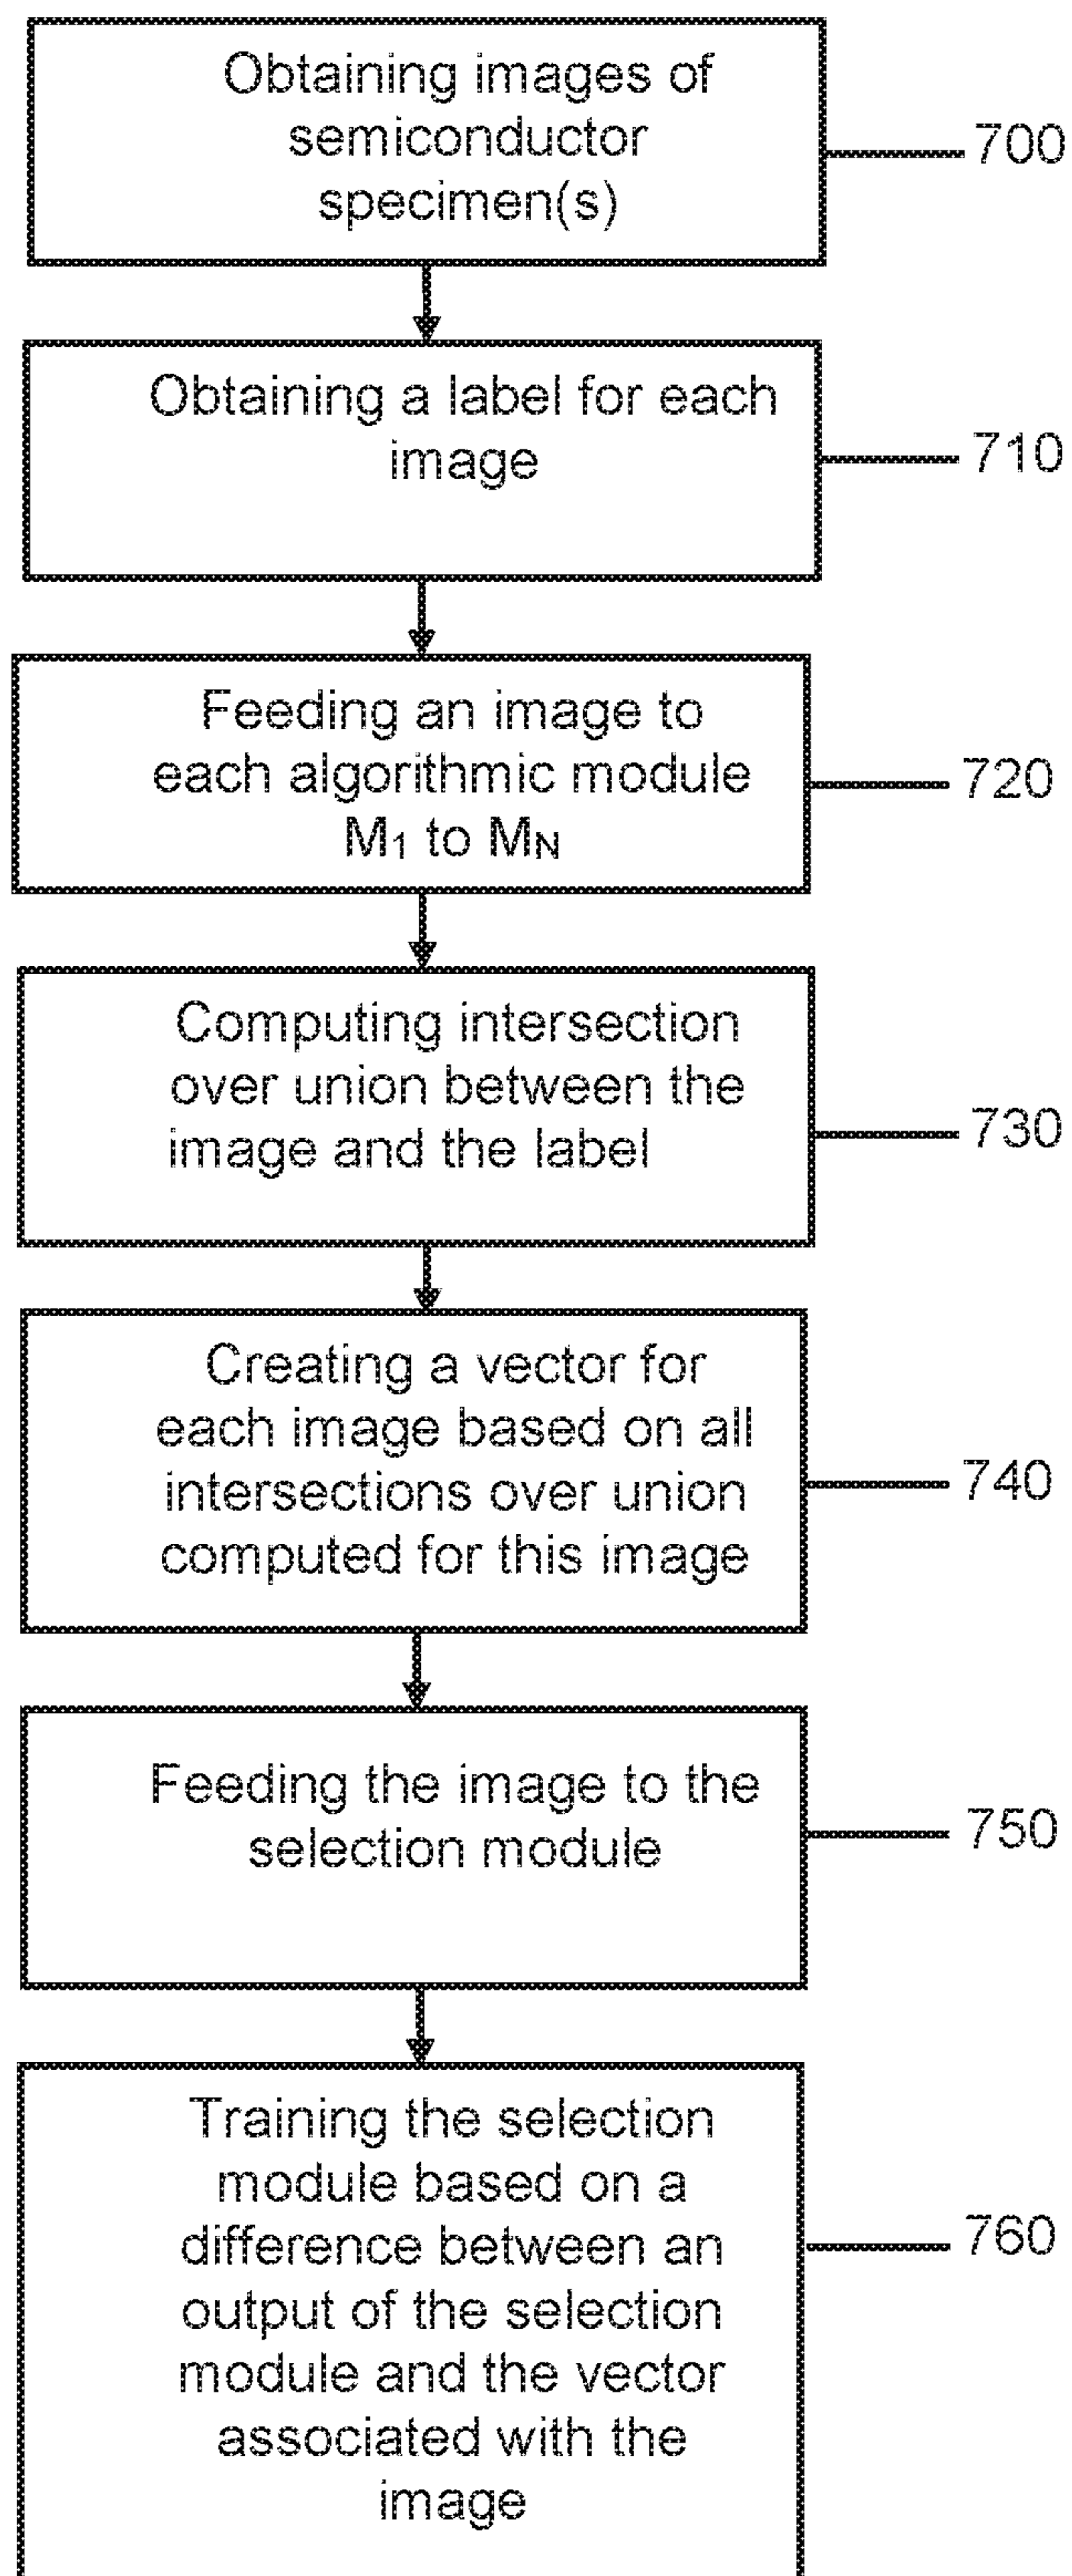 Obtaining images of
semiconductor
specimen(s)
700
Obtaining a label for each
image
710
Feeding an image to
each algorithmic module
M1 to MN
720
Computing intersection
over union between the
image and the label
730
Creating a vector for
each image based on all
intersections over union
computed for this image
740
Feeding the image to the
selection module
750
Training the selection
module based on a
difference between an
output of the selection
module and the vector
associated with the
image
760